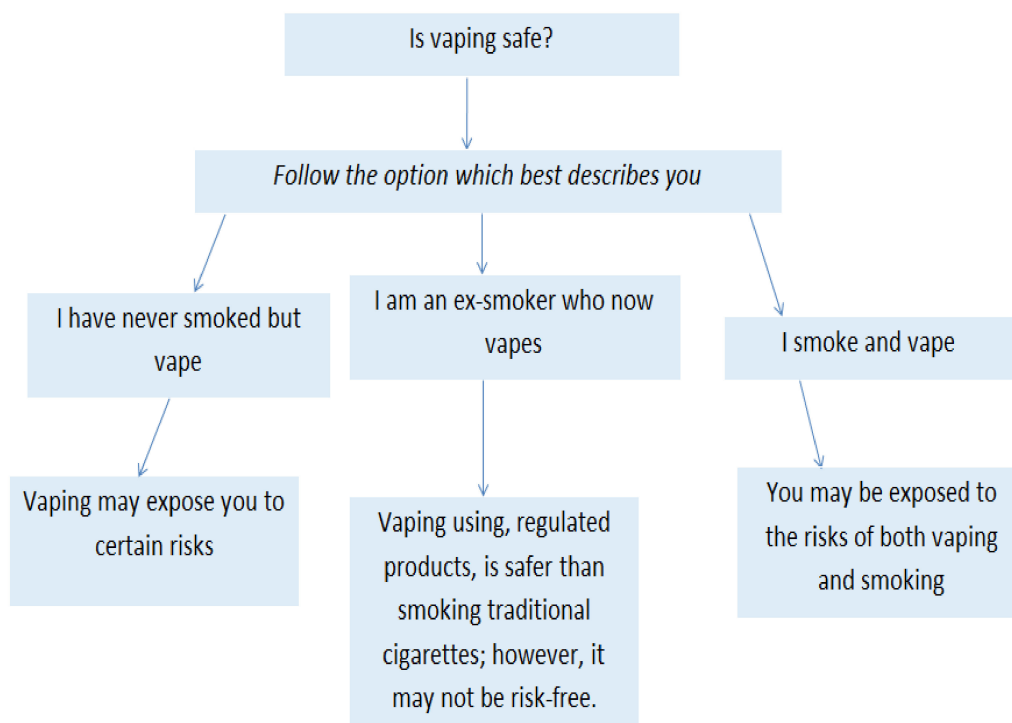 Is vaping safe?
Follow the option which best describes you
I have never smoked but
vape
I am an ex-smoker who now
vapes
I smoke and vape
Vaping may expose you to
certain risks
Vaping using, regulated
products, is safer than
smoking traditional
cigarettes; however, it
may not be risk-free.
You may be exposed to
the risks of both vaping
and smoking